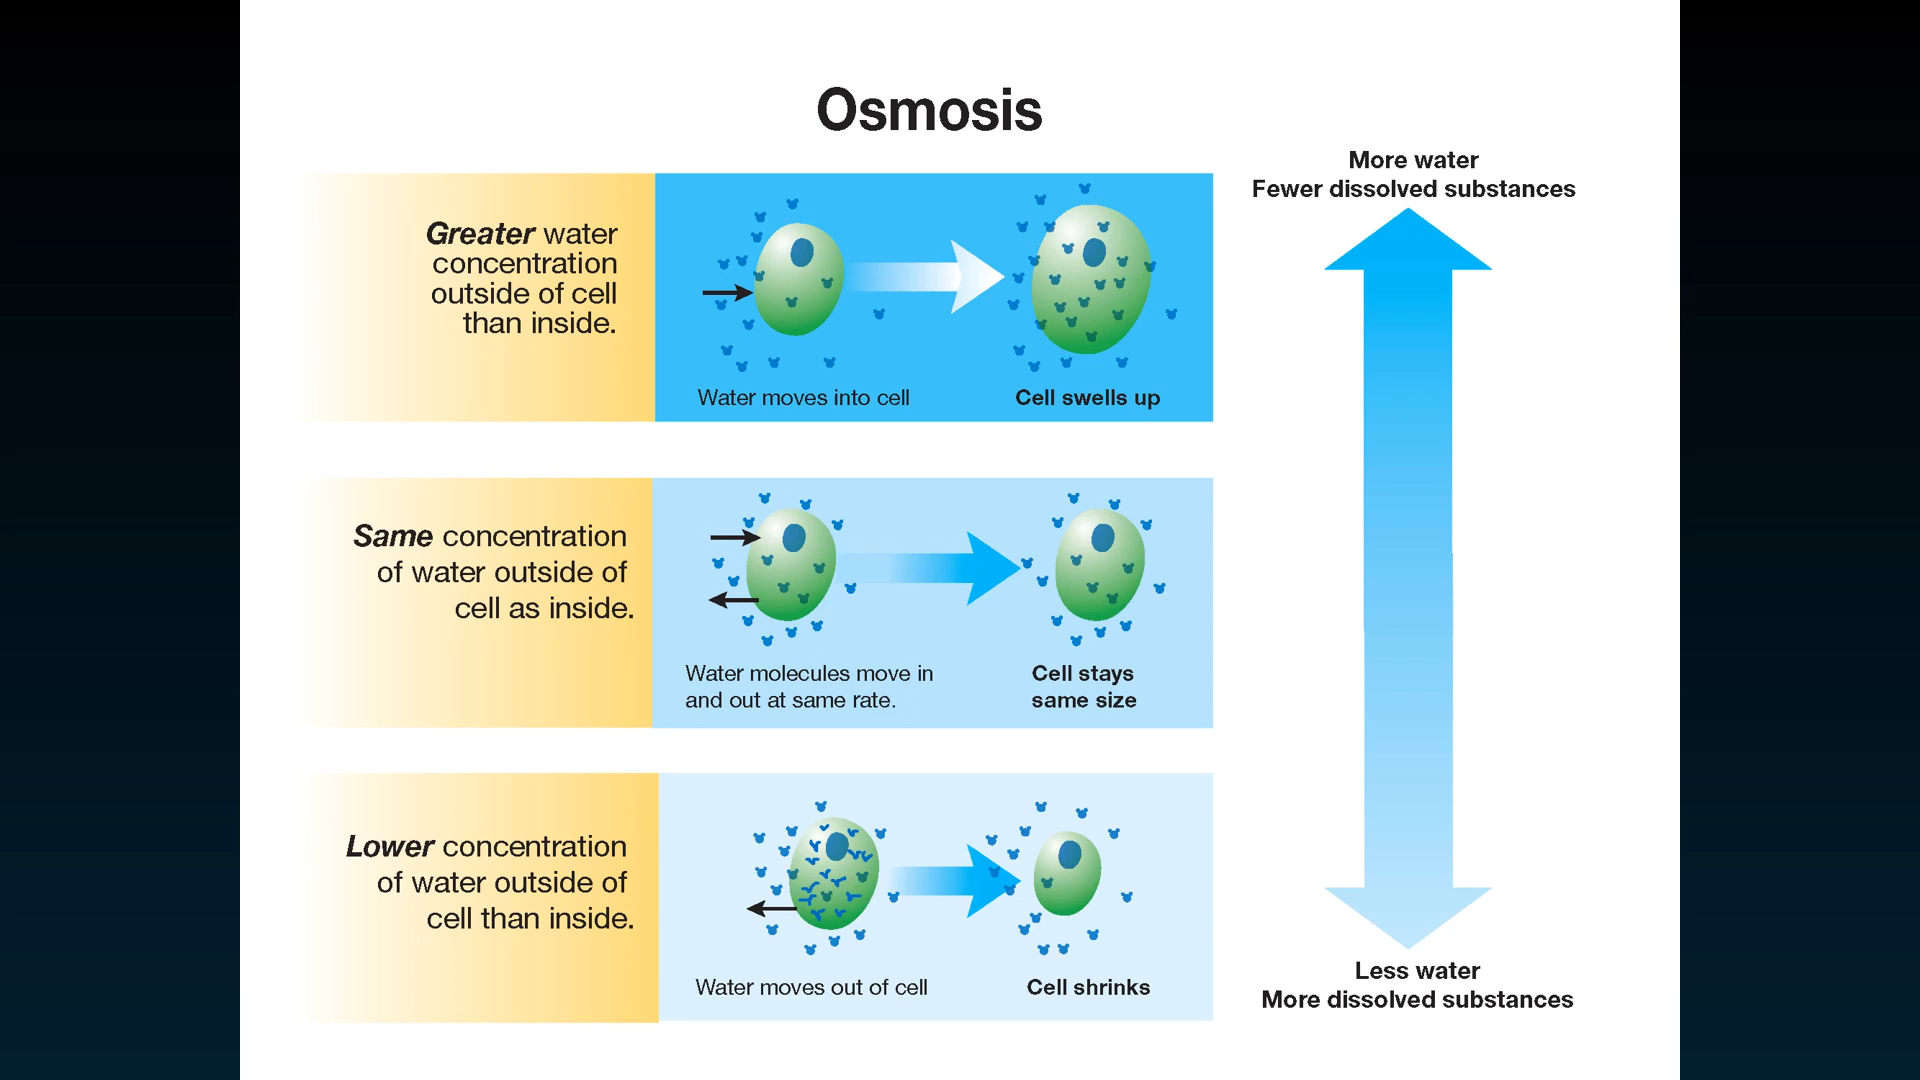 Osmosis
More water
Fewer dissolved substances
Greater water
concentration
outside of cell
than inside.
Water moves into cell
Cell swells up
Same concentration
of water outside of
cell as inside.
Water molecules move in
and out at same rate.
Cell stays
same size
Lower concentration
of water outside of
cell than inside.
Water moves out of cell
Cell shrinks
Less water
More dissolved substances